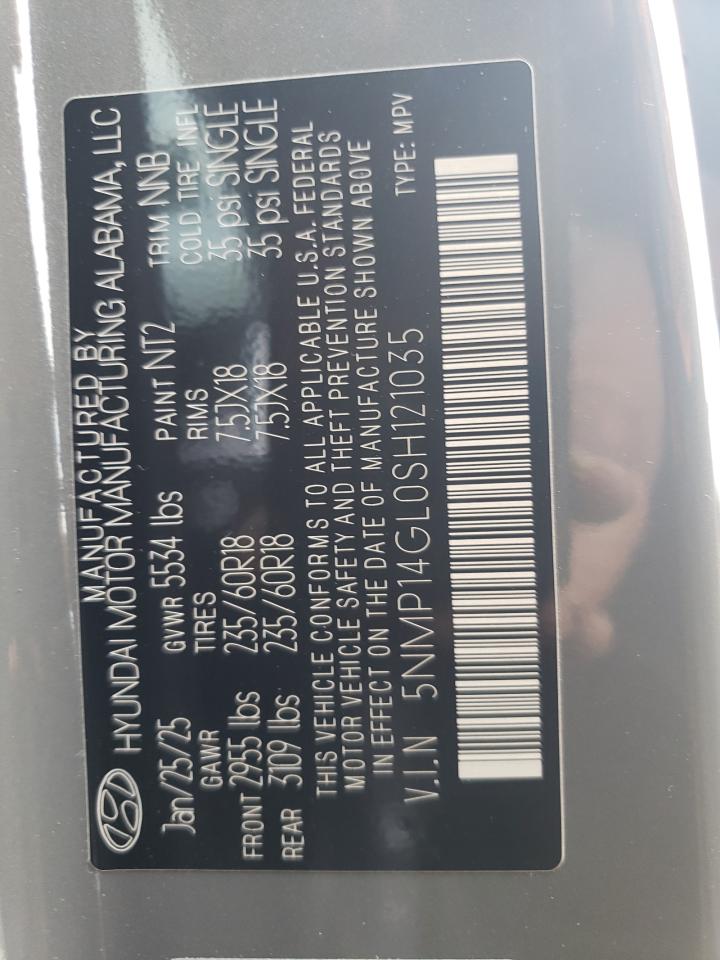 MANUFACTURED BY
HYUNDAI MOTOR MANUFACTURING ALABAMA, LLC
Jan/25/25 GVWR 5534 lbs PAINT NT2 TRIM NNB
GAWR TIRES RIMS COLD TIRE INFL
FRONT 2955 lbs 235/60R18 7.5JX18 35 psi SINGLE
REAR 3109 lbs 235/60R18 7.5JX18 35 psi SINGLE
THIS VEHICLE CONFORMS TO ALL APPLICABLE U.S.A. FEDERAL
MOTOR VEHICLE SAFETY AND THEFT PREVENTION STANDARDS
IN EFFECT ON THE DATE OF MANUFACTURE SHOWN ABOVE
V.I.N 5NMP14GL0SH121035 TYPE: MPV